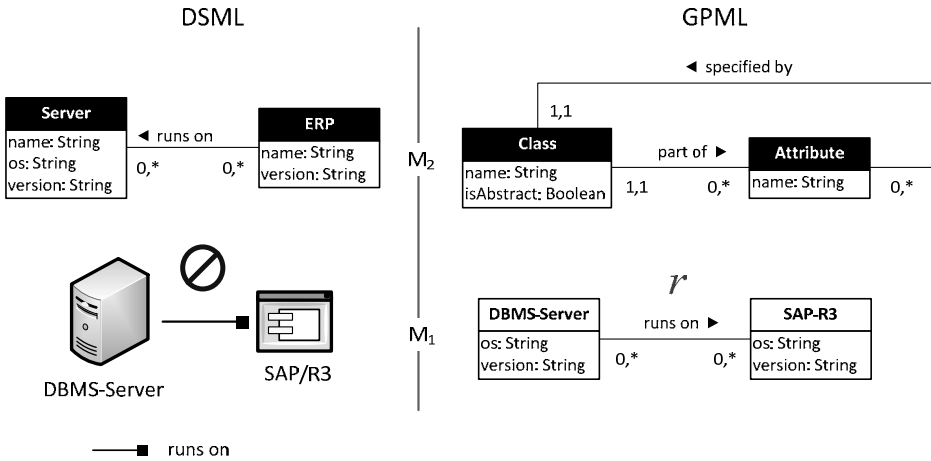 DSML
GPML
◄ specified by
Server
name: String
os: String
version: String
◄ runs on
0,*
0,*
ERP
name: String
version: String
M2
1,1
Class
name: String
isAbstract: Boolean
part of ►
1,1
0,*
Attribute
name: String
0,*
DBMS-Server
SAP/R3
M1
r
DBMS-Server
os: String
version: String
runs on ►
0,*
0,*
SAP-R3
os: String
version: String
runs on